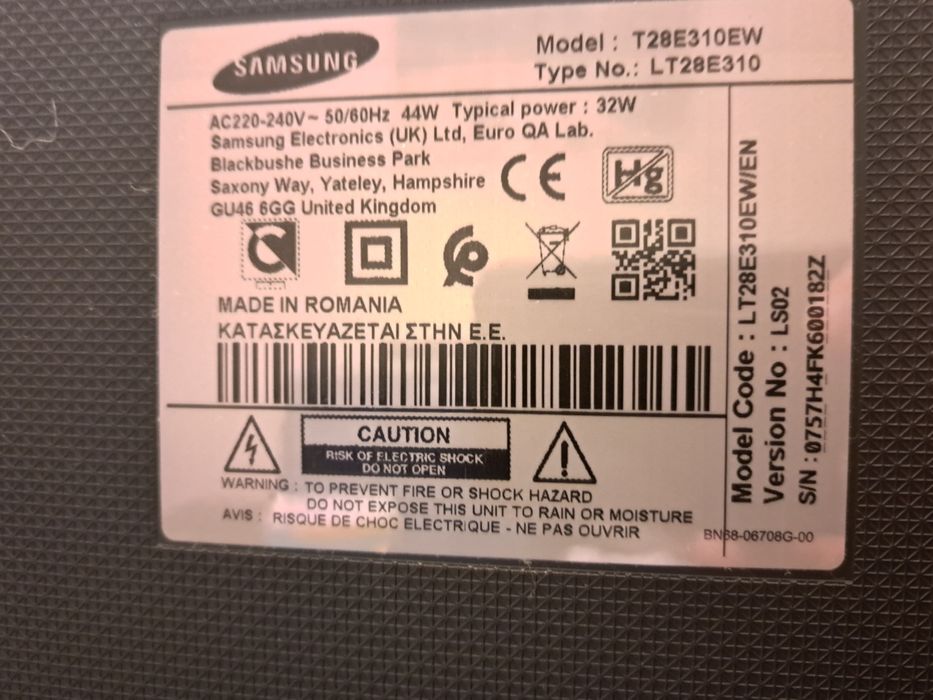 SAMSUNG
Model : T28E310EW
Type No.: LT28E310
AC220-240V~ 50/60Hz 44W Typical power : 32W
Samsung Electronics (UK) Ltd, Euro QA Lab.
Blackbushe Business Park
Saxony Way, Yateley, Hampshire
GU46 6GG United Kingdom
CE
Hg
MADE IN ROMANIA
ΚΑΤΑΣΚΕΥΑΖΕΤΑΙ ΣΤΗΝ Ε.Ε.
CAUTION
RISK OF ELECTRIC SHOCK
DO NOT OPEN
WARNING : TO PREVENT FIRE OR SHOCK HAZARD
DO NOT EXPOSE THIS UNIT TO RAIN OR MOISTURE
AVIS : RISQUE DE CHOC ELECTRIQUE - NE PAS OUVRIR
Model Code : LT28E310EW/EN
Version No : LS02
S/N : 0757H4FK600182Z
BN68-06708G-00